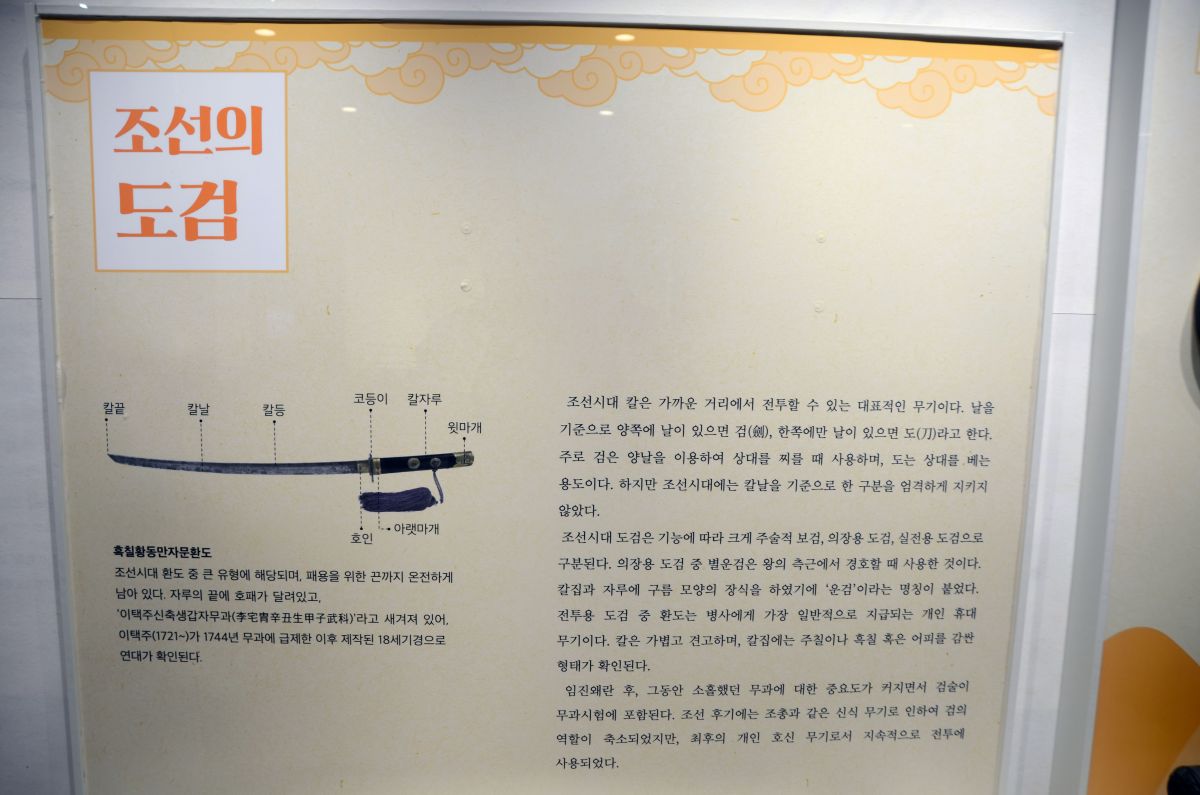 조선의
도검
칼끝
칼날
칼등
코등이
칼자루
윗마개
호인
아랫마개
흑칠황동만자문환도
조선시대 환도 중 큰 유형에 해당되며, 패용을 위한 끈까지 온전하게
남아 있다. 자루의 끝에 호패가 달려있고,
‘이택주신축생갑자무과(李宅胄辛丑生甲子武科)’라고 새겨져 있어,
이택주(1721~)가 1744년 무과에 급제한 이후 제작된 18세기경으로
연대가 확인된다.
조선시대 칼은 가까운 거리에서 전투할 수 있는 대표적인 무기이다. 날을
기준으로 양쪽에 날이 있으면 검(劍), 한쪽에만 날이 있으면 도(刀)라고 한다.
주로 검은 양날을 이용하여 상대를 찌를 때 사용하며, 도는 상대를 베는
용도이다. 하지만 조선시대에는 칼날을 기준으로 한 구분을 엄격하게 지키지
않았다.
조선시대 도검은 기능에 따라 크게 주술적 보검, 의장용 도검, 실전용 도검으로
구분된다. 의장용 도검 중 별운검은 왕의 측근에서 경호할 때 사용한 것이다.
칼집과 자루에 구름 모양의 장식을 하였기에 ‘운검’이라는 명칭이 붙었다.
전투용 도검 중 환도는 병사에게 가장 일반적으로 지급되는 개인 휴대
무기이다. 칼은 가볍고 견고하며, 칼집에는 주칠이나 흑칠 혹은 어피를 감싼
형태가 확인된다.
임진왜란 후, 그동안 소홀했던 무과에 대한 중요도가 커지면서 검술이
무과시험에 포함된다. 조선 후기에는 조총과 같은 신식 무기로 인하여 검의
역할이 축소되었지만, 최후의 개인 호신 무기로서 지속적으로 전투에
사용되었다.